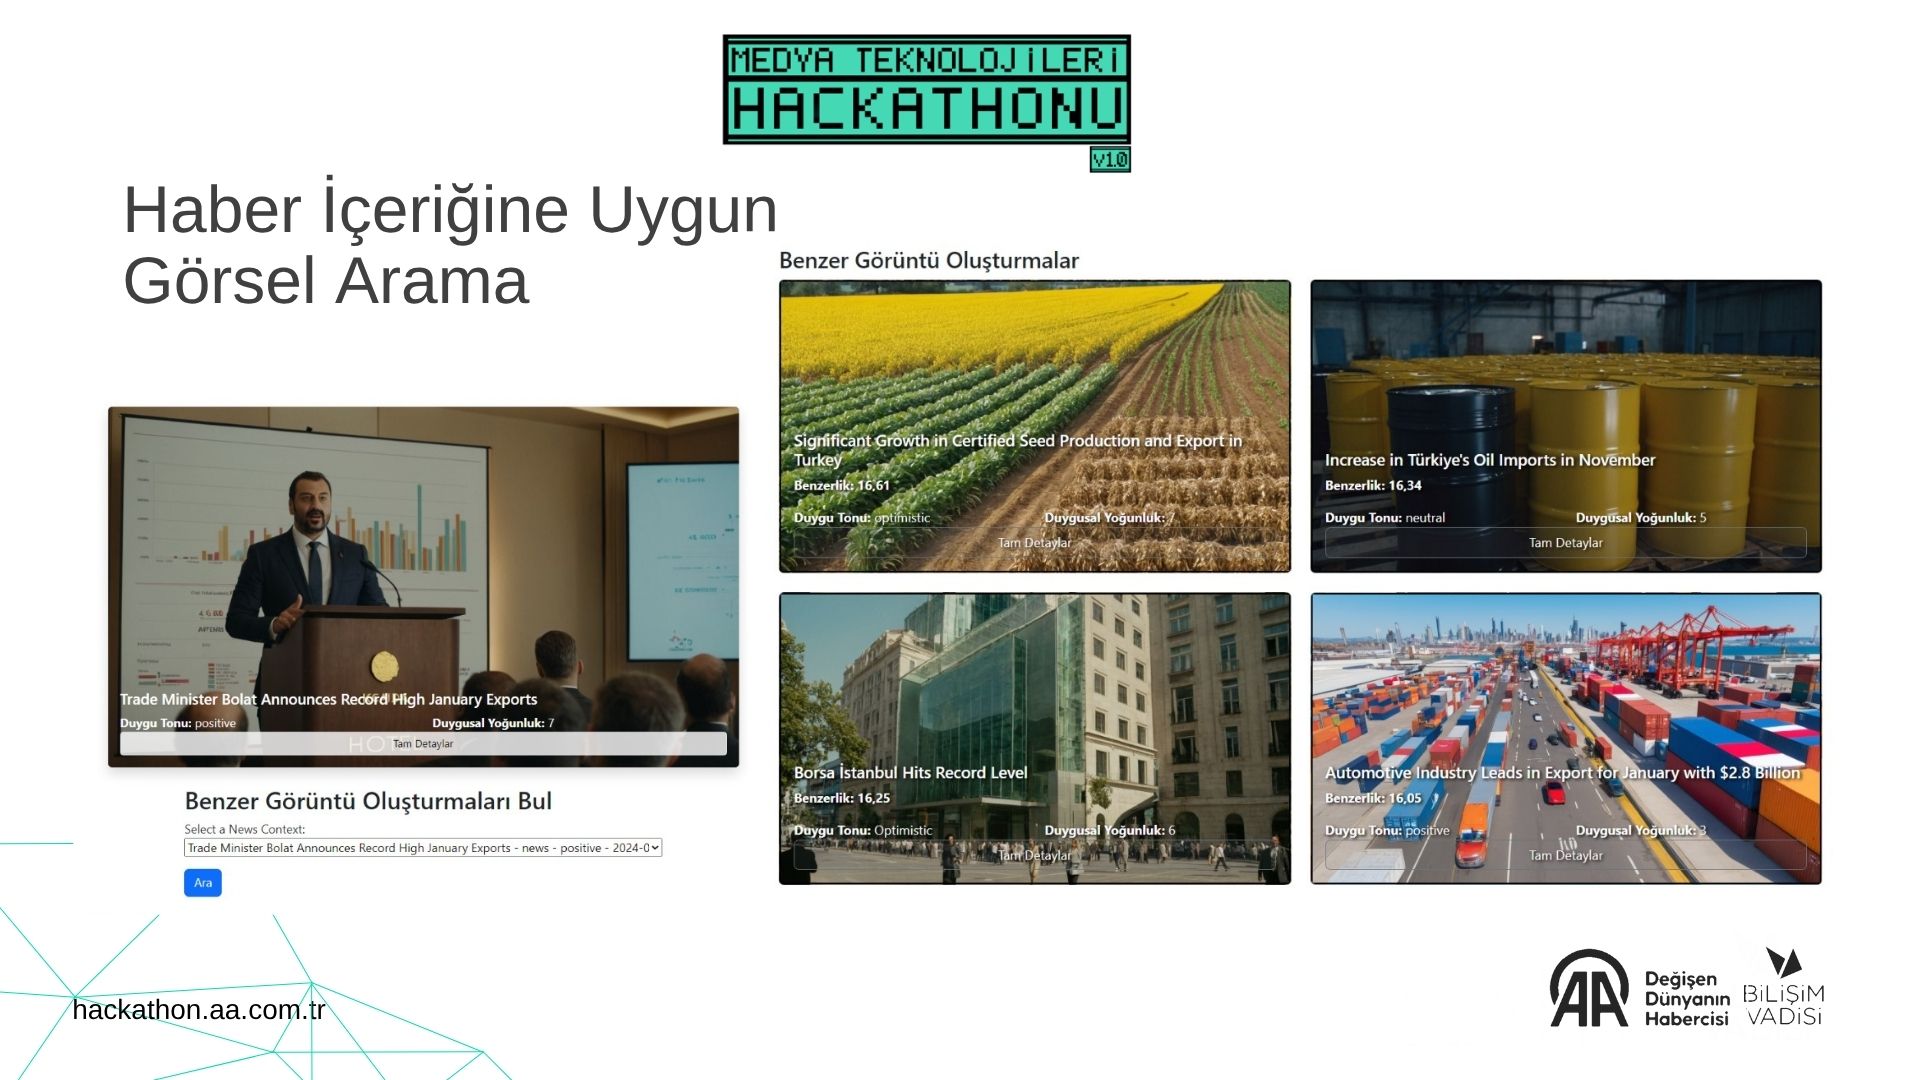 MEDYA TEKNOLOJİLERİ
HACKATHONU
v1.0
Haber İçeriğine Uygun
Görsel Arama
Trade Minister Bolat Announces Record High January Exports
Duygu Tonu: positive
Duygusal Yoğunluk: 7
HOTEL
Tam Detaylar
Benzer Görüntü Oluşturmaları Bul
Select a News Context:
Trade Minister Bolat Announces Record High January Exports - news - positive - 2024-0
Ara
Benzer Görüntü Oluşturmalar
Significant Growth in Certified Seed Production and Export in
Turkey
Benzerlik: 16,61
Duygu Tonu: optimistic
Duygusal Yoğunluk: 7
Tam Detaylar
Increase in Türkiye's Oil Imports in November
Benzerlik: 16,34
Duygu Tonu: neutral
Duygusal Yoğunluk: 5
Tam Detaylar
Borsa İstanbul Hits Record Level
Benzerlik: 16,25
Duygu Tonu: Optimistic
Duygusal Yoğunluk: 6
Tam Detaylar
Automotive Industry Leads in Export for January with $2.8 Billion
Benzerlik: 16,05
Duygu Tonu: positive
Duygusal Yoğunluk: 3
Tam Detaylar
hackathon.aa.com.tr
AA
Değişen
Dünyanın
Habercisi
BİLİŞİM
VADİSİ